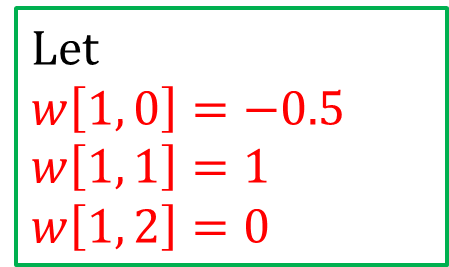 Let
w[1, 0] = −0.5
w[1, 1] = 1
w[1, 2] = 0